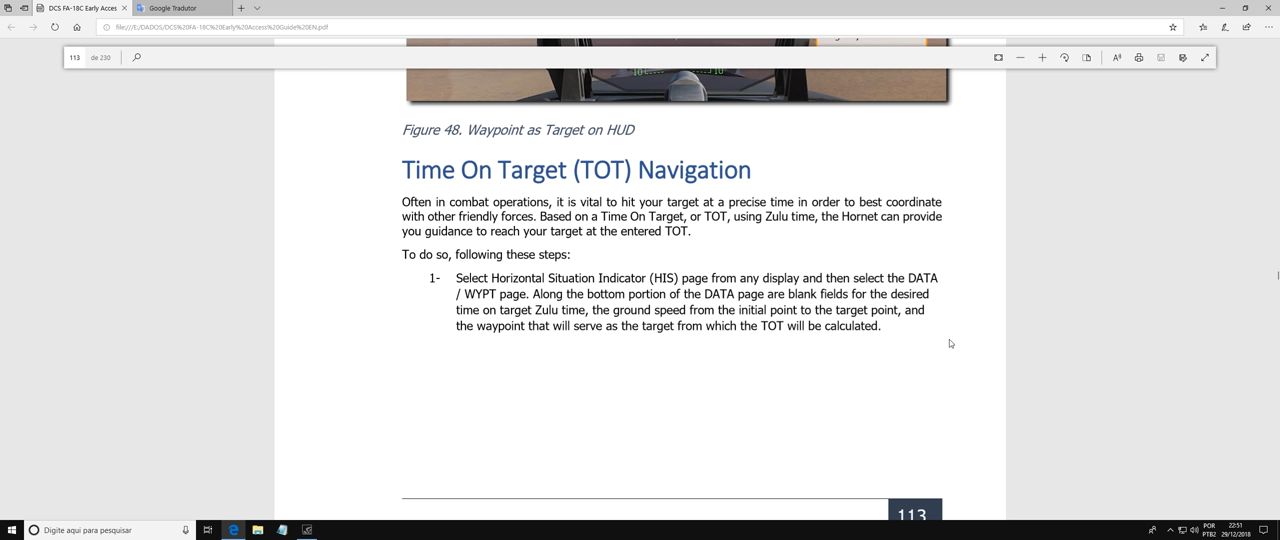 DCS FA-18C Early Acces
Google Tradutor
file:///E:/DADOS/DCS%20FA-18C%20Early%20Access%20Guide%20EN.pdf
113 de 230
10 10
Figure 48. Waypoint as Target on HUD
Time On Target (TOT) Navigation
Often in combat operations, it is vital to hit your target at a precise time in order to best coordinate
with other friendly forces. Based on a Time On Target, or TOT, using Zulu time, the Hornet can provide
you guidance to reach your target at the entered TOT.
To do so, following these steps:
1- Select Horizontal Situation Indicator (HIS) page from any display and then select the DATA
/ WYPT page. Along the bottom portion of the DATA page are blank fields for the desired
time on target Zulu time, the ground speed from the initial point to the target point, and
the waypoint that will serve as the target from which the TOT will be calculated.
113
Digite aqui para pesquisar
POR
PTB2
22:51
29/12/2018